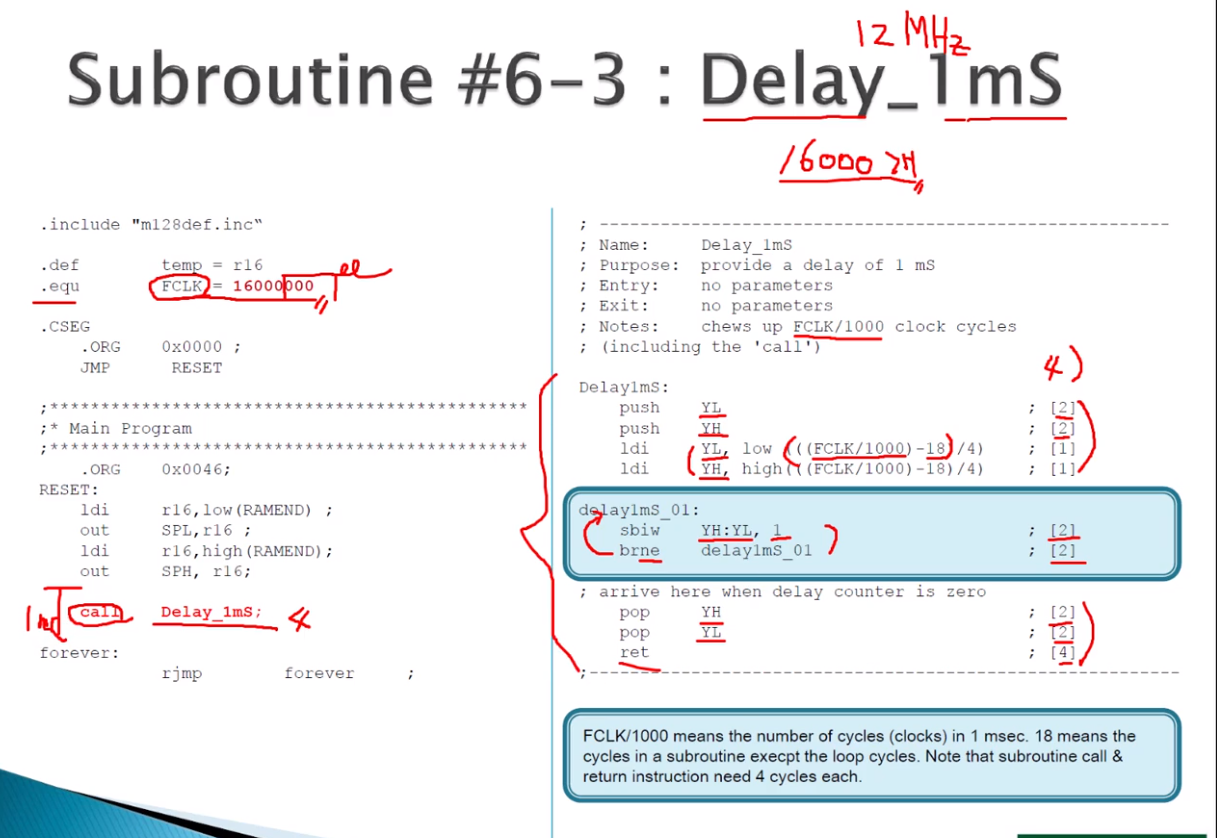 12 MHz
Subroutine #6-3 : Delay_1mS
16000 개
.include "m128def.inc“
.def temp = r16
.equ FCLK = 16000000
.CSEG
.ORG 0x0000 ;
JMP RESET
;***********************************************
;* Main Program
;***********************************************
.ORG 0x0046;
RESET:
ldi r16,low(RAMEND) ;
out SPL,r16 ;
ldi r16,high(RAMEND);
out SPH, r16;
call Delay_1mS; 4
forever:
rjmp forever ;
; ---------------------------------------------------------
; Name: Delay_1mS
; Purpose: provide a delay of 1 mS
; Entry: no parameters
; Exit: no parameters
; Notes: chews up FCLK/1000 clock cycles
; (including the 'call')
4)
Delay1mS:
push YL ; [2]
push YH ; [2]
ldi YL, low (((FCLK/1000)-18)/4) ; [1]
ldi YH, high(((FCLK/1000)-18)/4) ; [1]
delay1mS_01:
sbiw YH:YL, 1 ; [2]
brne delay1mS_01 ; [2]
; arrive here when delay counter is zero
pop YH ; [2]
pop YL ; [2]
ret ; [4]
;-----------------------------------------------------------
FCLK/1000 means the number of cycles (clocks) in 1 msec. 18 means the
cycles in a subroutine execpt the loop cycles. Note that subroutine call &
return instruction need 4 cycles each.